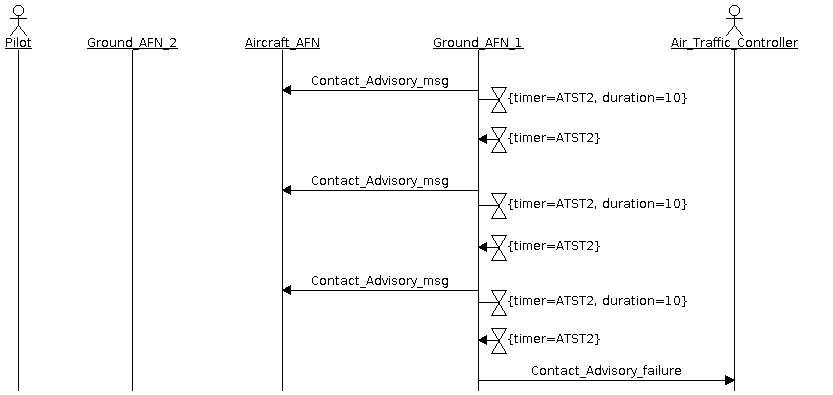 Pilot
Ground_AFN_2
Aircraft_AFN
Ground_AFN_1
Air_Traffic_Controller
Contact_Advisory_msg
{timer=ATST2, duration=10}
{timer=ATST2}
Contact_Advisory_msg
{timer=ATST2, duration=10}
{timer=ATST2}
Contact_Advisory_msg
{timer=ATST2, duration=10}
{timer=ATST2}
Contact_Advisory_failure